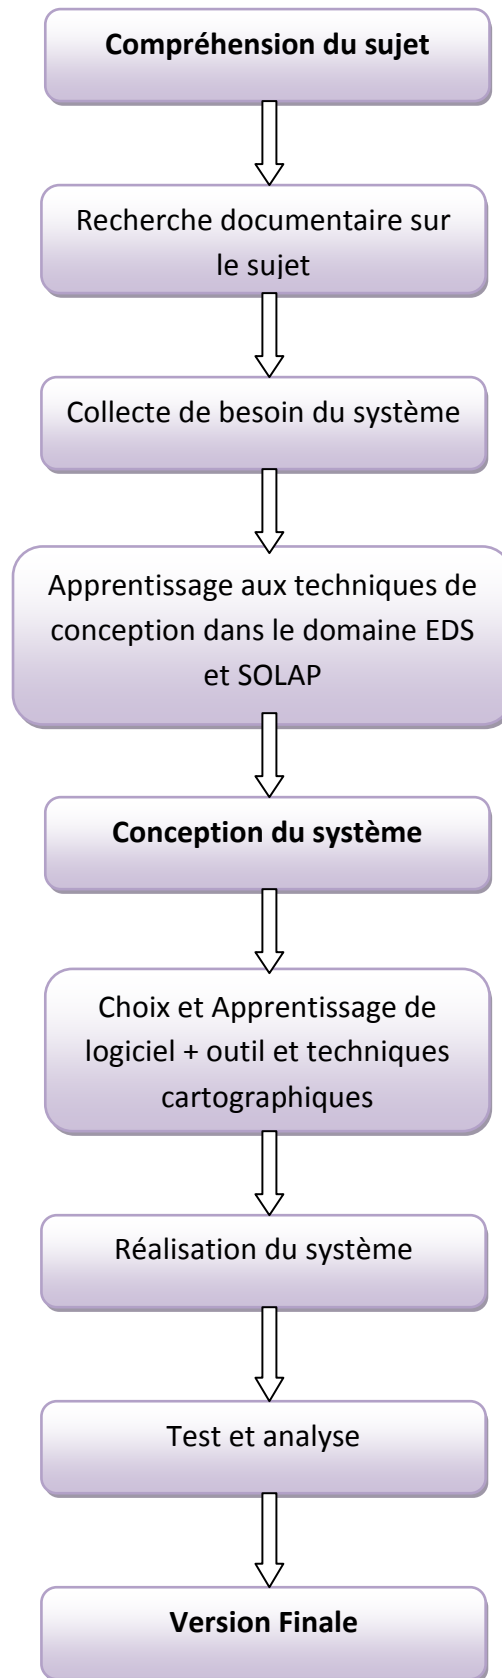 Compréhension du sujet
Recherche documentaire sur
le sujet
Collecte de besoin du système
Apprentissage aux techniques de
conception dans le domaine EDS
et SOLAP
Conception du système
Choix et Apprentissage de
logiciel + outil et techniques
cartographiques
Réalisation du système
Test et analyse
Version Finale